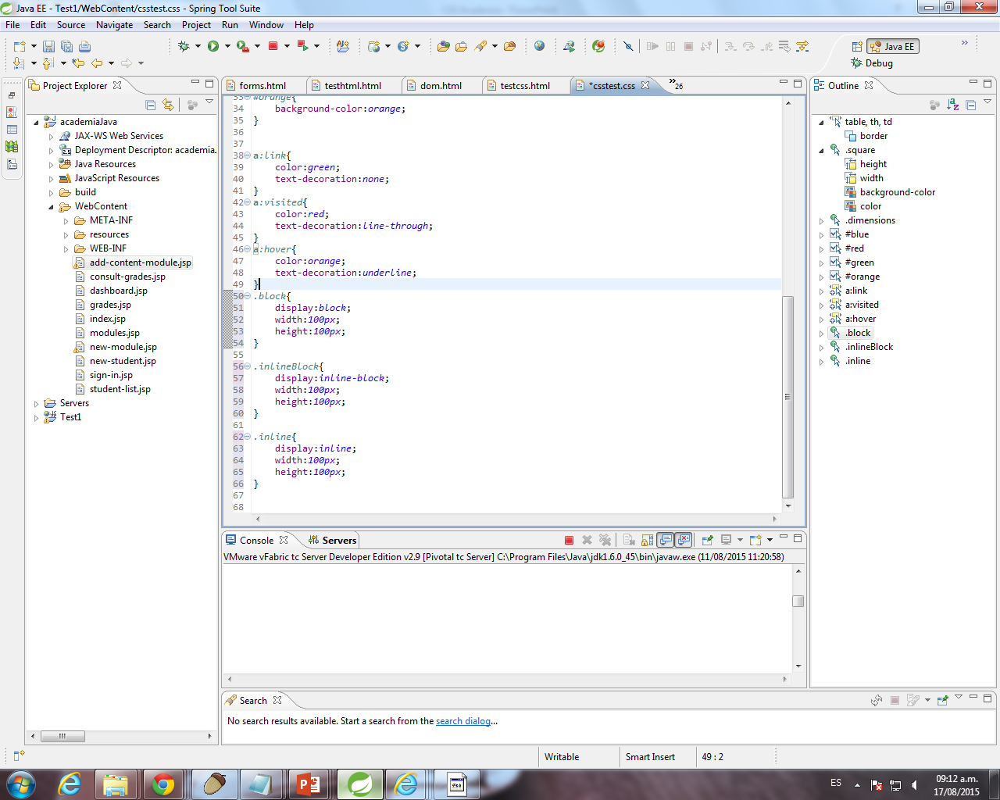 Java EE - Test1/WebContent/csstest.css - Spring Tool Suite
File Edit Source Navigate Search Project Run Window Help
Java EE
Debug
Project Explorer
academiaJava
JAX-WS Web Services
Deployment Descriptor: academia.
Java Resources
JavaScript Resources
build
WebContent
META-INF
resources
WEB-INF
add-content-module.jsp
consult-grades.jsp
dashboard.jsp
grades.jsp
index.jsp
modules.jsp
new-module.jsp
new-student.jsp
sign-in.jsp
student-list.jsp
Servers
Test1
forms.html testhtml.html dom.html testcss.html *csstest.css »26
33 #orange{
34 background-color:orange;
35 }
36
37
38 a:link{
39 color:green;
40 text-decoration:none;
41 }
42 a:visited{
43 color:red;
44 text-decoration:line-through;
45 }
46 a:hover{
47 color:orange;
48 text-decoration:underline;
49 }
50 .block{
51 display:block;
52 width:100px;
53 height:100px;
54 }
55
56 .inlineBlock{
57 display:inline-block;
58 width:100px;
59 height:100px;
60 }
61
62 .inline{
63 display:inline;
64 width:100px;
65 height:100px;
66 }
67
68
Outline
table, th, td
border
.square
height
width
background-color
color
.dimensions
#blue
#red
#green
#orange
a:link
a:visited
a:hover
.block
.inlineBlock
.inline
Console Servers
VMware vFabric tc Server Developer Edition v2.9 [Pivotal tc Server] C:\Program Files\Java\jdk1.6.0_45\bin\javaw.exe (11/08/2015 11:20:58)
Search
No search results available. Start a search from the search dialog...
Writable Smart Insert 49 : 2
ES
09:12 a.m.
17/08/2015